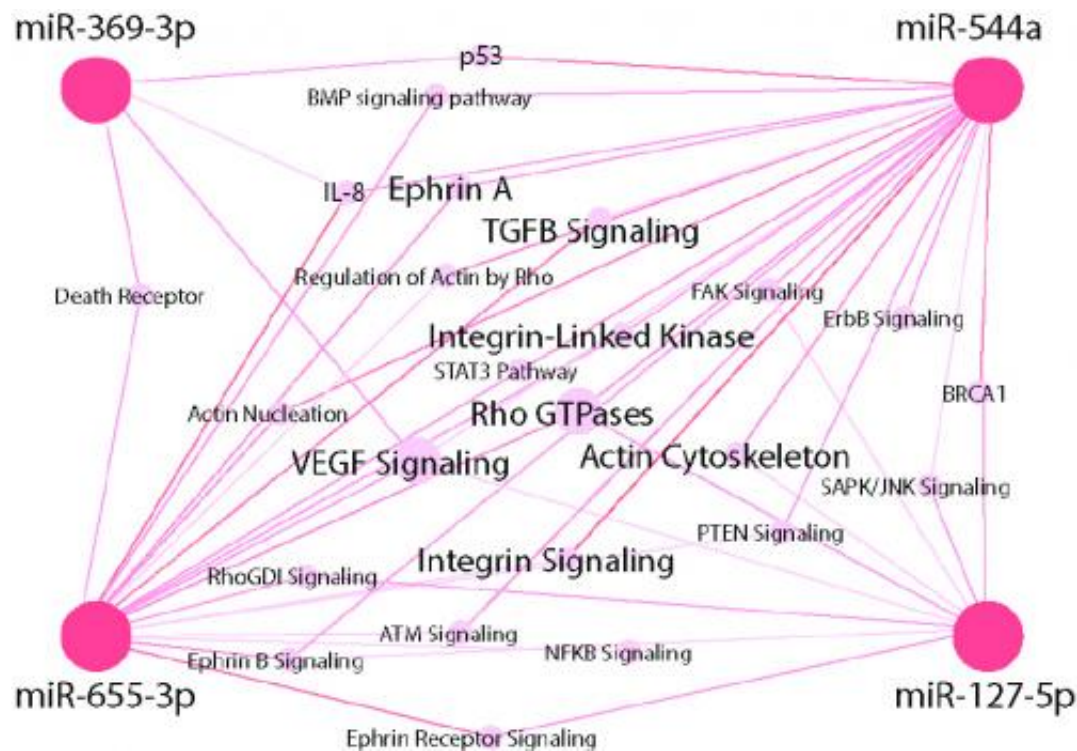 miR-369-3p
miR-544a
p53
BMP signaling pathway
IL-8
Ephrin A
TGFB Signaling
Regulation of Actin by Rho
FAK Signaling
Death Receptor
ErbB Signaling
Integrin-Linked Kinase
STAT3 Pathway
BRCA1
Actin Nucleation
Rho GTPases
VEGF Signaling
Actin Cytoskeleton
SAPK/JNK Signaling
PTEN Signaling
Integrin Signaling
RhoGDI Signaling
ATM Signaling
Ephrin B Signaling
NFKB Signaling
miR-655-3p
miR-127-5p
Ephrin Receptor Signaling